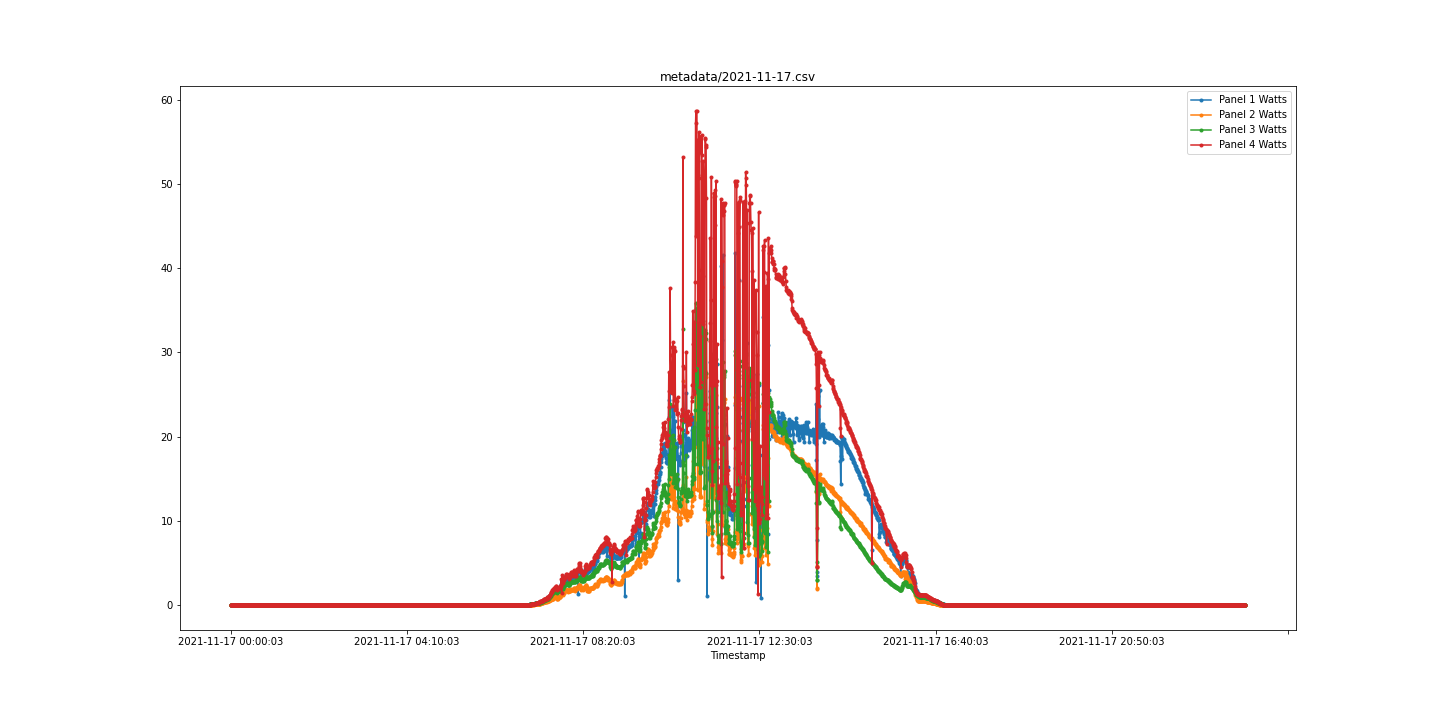 metadata/2021-11-17.csv
Panel 1 Watts
Panel 2 Watts
Panel 3 Watts
Panel 4 Watts
60
50
40
30
20
10
0
2021-11-17 00:00:03 2021-11-17 04:10:03 2021-11-17 08:20:03 2021-11-17 12:30:03 2021-11-17 16:40:03 2021-11-17 20:50:03
Timestamp